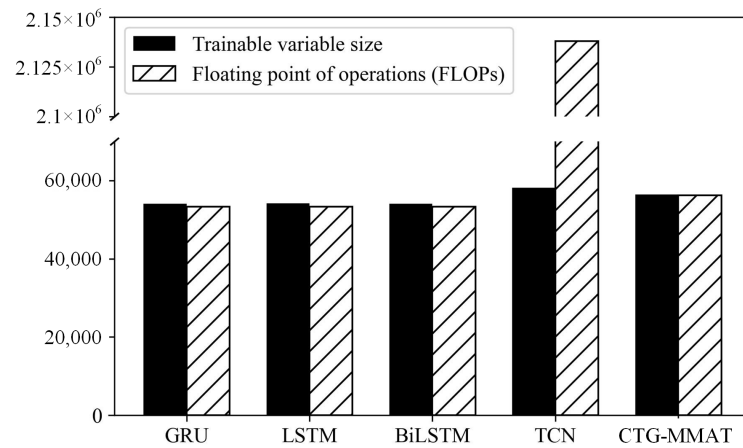 2.15×10⁶
2.125×10⁶
2.1×10⁶
Trainable variable size
Floating point of operations (FLOPs)
60,000
40,000
20,000
0
GRU LSTM BiLSTM TCN CTG-MMAT